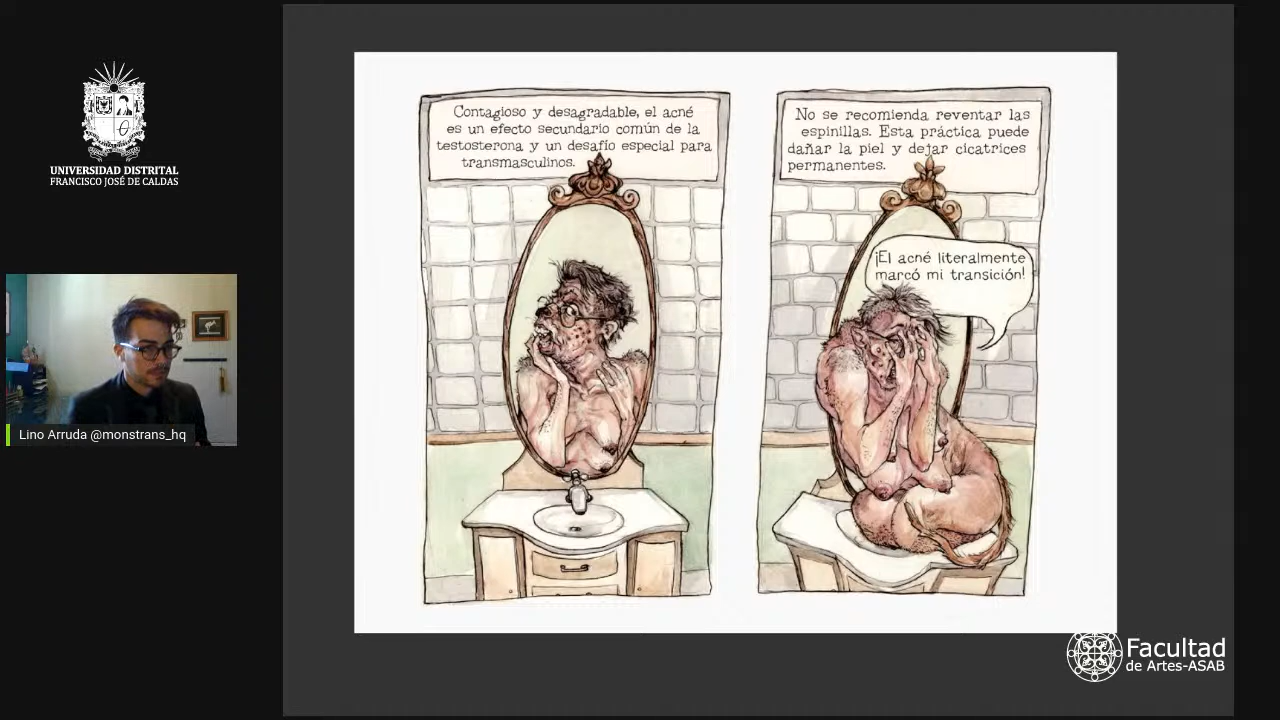 UNIVERSIDAD DISTRITAL
FRANCISCO JOSÉ DE CALDAS
Lino Arruda @monstrans_hq
Contagioso y desagradable, el acné
es un efecto secundario común de la
testosterona y un desafío especial para
transmasculinos.
No se recomienda reventar las
espinillas. Esta práctica puede
dañar la piel y dejar cicatrices
permanentes.
¡El acné literalmente
marcó mi transición!
Facultad
de Artes-ASAB